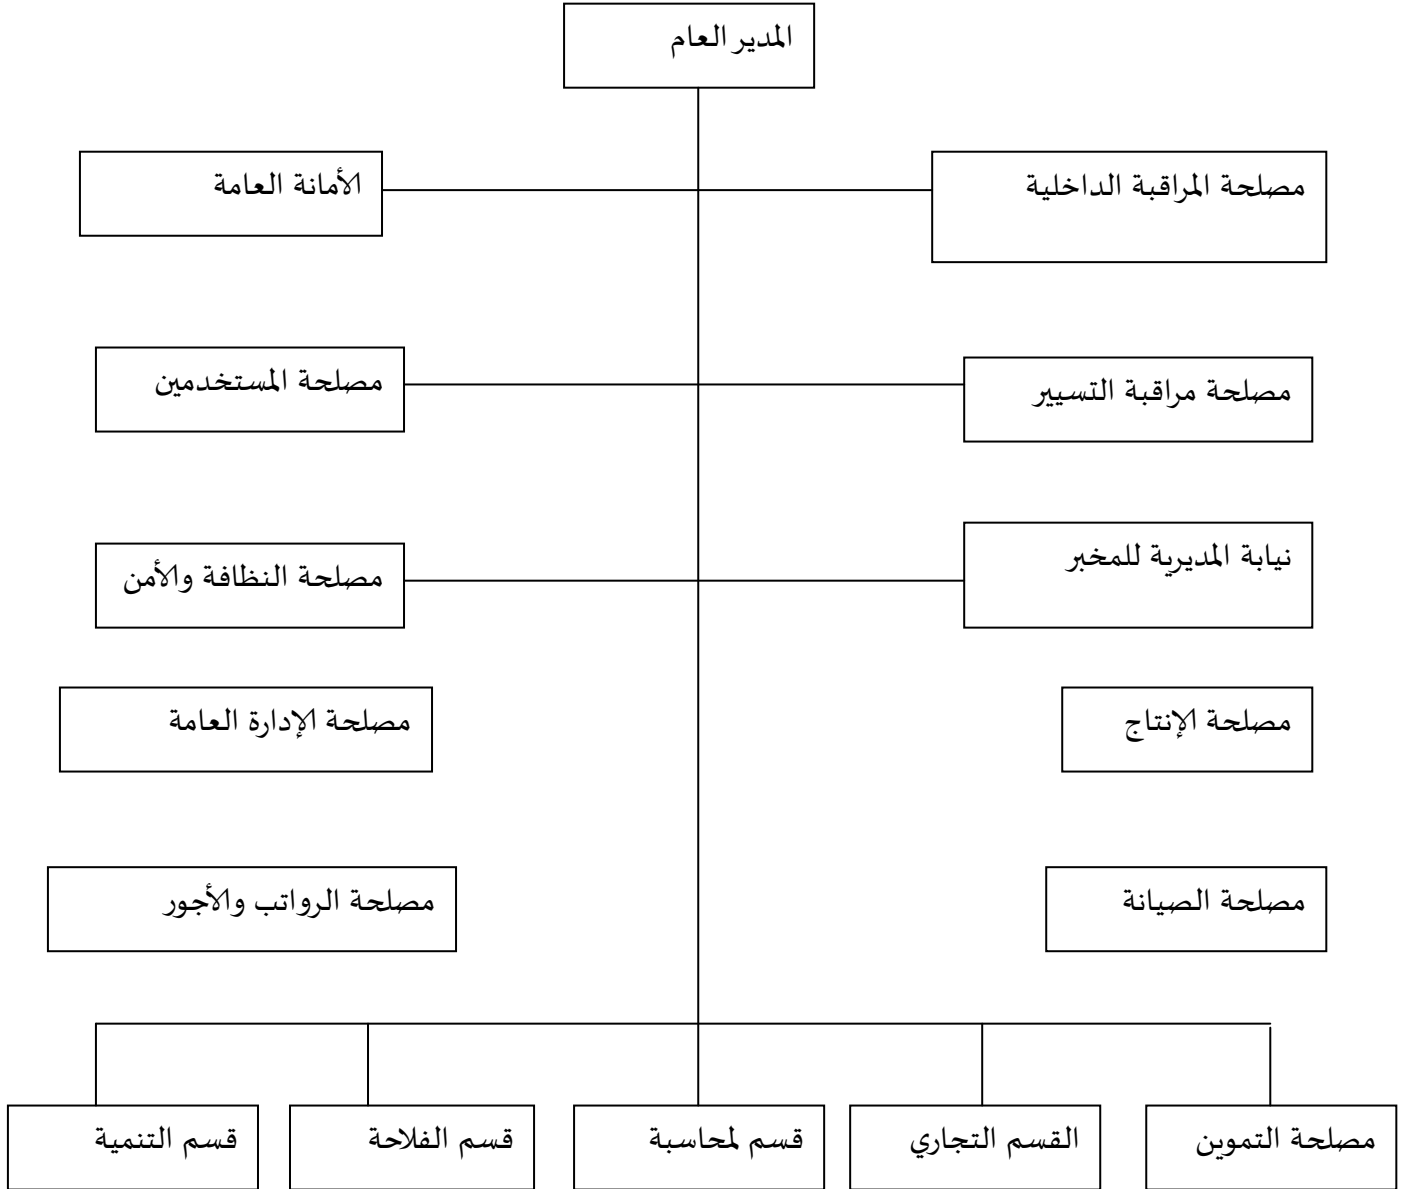 المدير العام
مصلحة المراقبة الداخلية
الأمانة العامة
مصلحة مراقبة التسيير
مصلحة المستخدمين
نيابة المديرية للمخبر
مصلحة النظافة والأمن
مصلحة الإنتاج
مصلحة الإدارة العامة
مصلحة الصيانة
مصلحة الرواتب والأجور
مصلحة التموين
القسم التجاري
قسم لمحاسبة
قسم الفلاحة
قسم التنمية